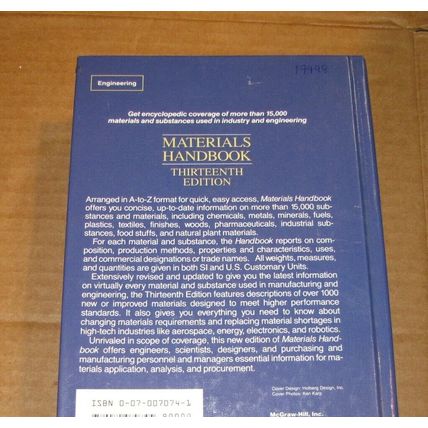 17498
Engineering
Get encyclopedic coverage of more than 15,000
materials and substances used in industry and engineering
MATERIALS
HANDBOOK
THIRTEENTH
EDITION
Arranged in A-to-Z format for quick, easy access, Materials Handbook
offers you concise, up-to-date information on more than 15,000 sub-
stances and materials, including chemicals, metals, minerals, fuels,
plastics, textiles, finishes, woods, pharmaceuticals, industrial sub-
stances, food stuffs, and natural plant materials.
For each material and substance, the Handbook reports on com-
position, production methods, properties and characteristics, uses,
and commercial designations or trade names. All weights, measures,
and quantities are given in both SI and U.S. Customary Units.
Extensively revised and updated to give you the latest information
on virtually every material and substance used in manufacturing and
engineering, the Thirteenth Edition features descriptions of over 1000
new or improved materials designed to meet higher performance
standards. It also gives you everything you need to know about
changing materials requirements and replacing material shortages in
high-tech industries like aerospace, energy, electronics, and robotics.
Unrivaled in scope of coverage, this new edition of Materials Hand-
book offers engineers, scientists, designers, and purchasing and
manufacturing personnel and managers essential information for ma-
terials application, analysis, and procurement.
Cover Design: Holberg Design, Inc.
Cover Photos: Ken Karp
ISBN 0-07-007074-1
McGraw-Hill, Inc.